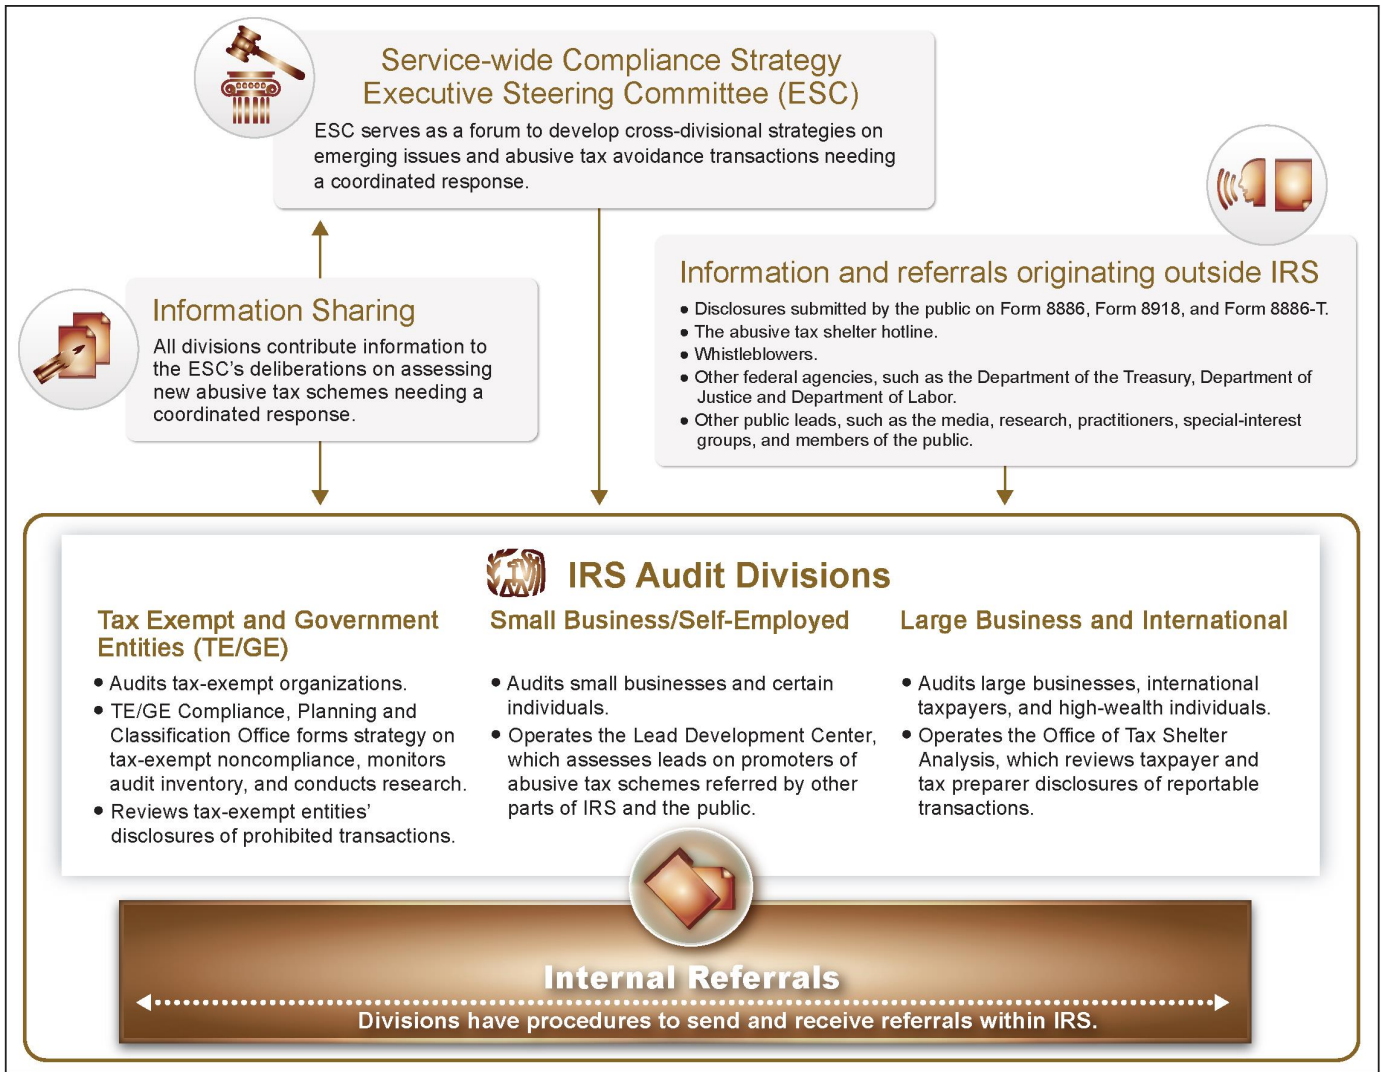 Service-wide Compliance Strategy
Executive Steering Committee (ESC)
ESC serves as a forum to develop cross-divisional strategies on
emerging issues and abusive tax avoidance transactions needing
a coordinated response.
Information Sharing
All divisions contribute information to
the ESC's deliberations on assessing
new abusive tax schemes needing a
coordinated response.
Information and referrals originating outside IRS
● Disclosures submitted by the public on Form 8886, Form 8918, and Form 8886-T.
● The abusive tax shelter hotline.
● Whistleblowers.
● Other federal agencies, such as the Department of the Treasury, Department of
Justice and Department of Labor.
● Other public leads, such as the media, research, practitioners, special-interest
groups, and members of the public.
IRS Audit Divisions
Tax Exempt and Government
Entities (TE/GE)
● Audits tax-exempt organizations.
● TE/GE Compliance, Planning and
Classification Office forms strategy on
tax-exempt noncompliance, monitors
audit inventory, and conducts research.
● Reviews tax-exempt entities'
disclosures of prohibited transactions.
Small Business/Self-Employed
● Audits small businesses and certain
individuals.
● Operates the Lead Development Center,
which assesses leads on promoters of
abusive tax schemes referred by other
parts of IRS and the public.
Large Business and International
● Audits large businesses, international
taxpayers, and high-wealth individuals.
● Operates the Office of Tax Shelter
Analysis, which reviews taxpayer and
tax preparer disclosures of reportable
transactions.
Internal Referrals
Divisions have procedures to send and receive referrals within IRS.